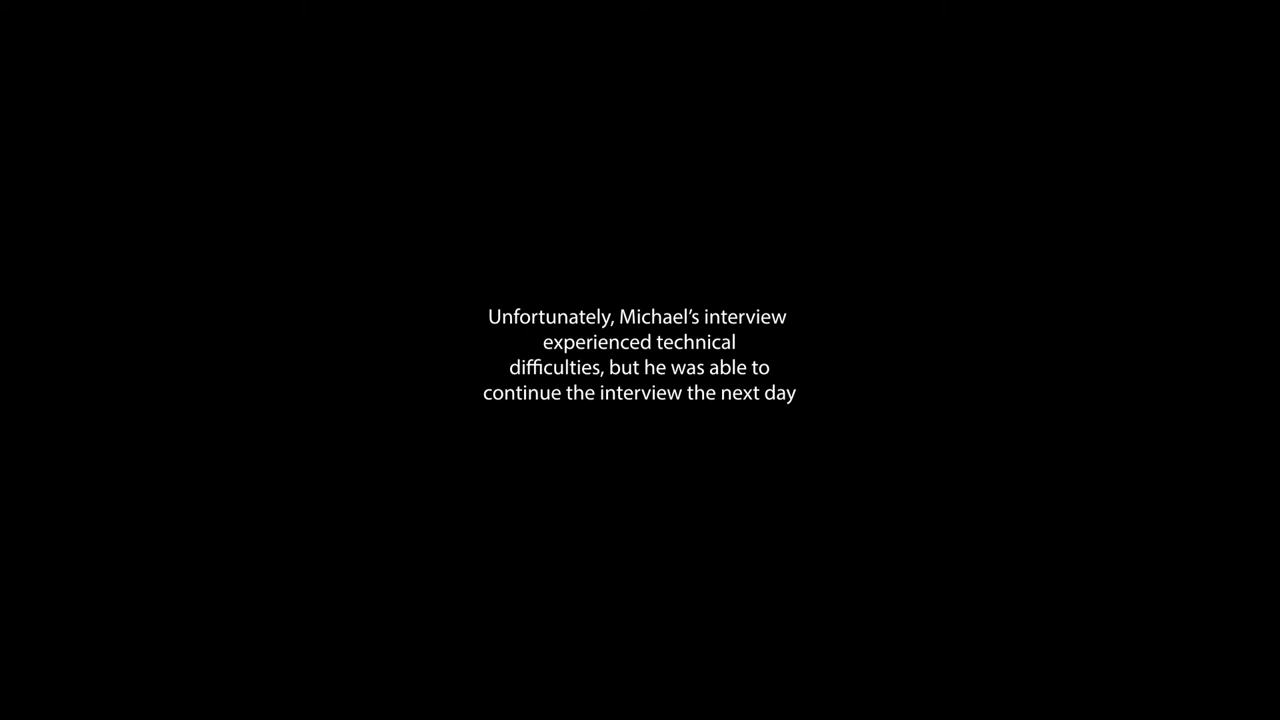 Unfortunately, Michael’s interview
experienced technical
difficulties, but he was able to
continue the interview the next day